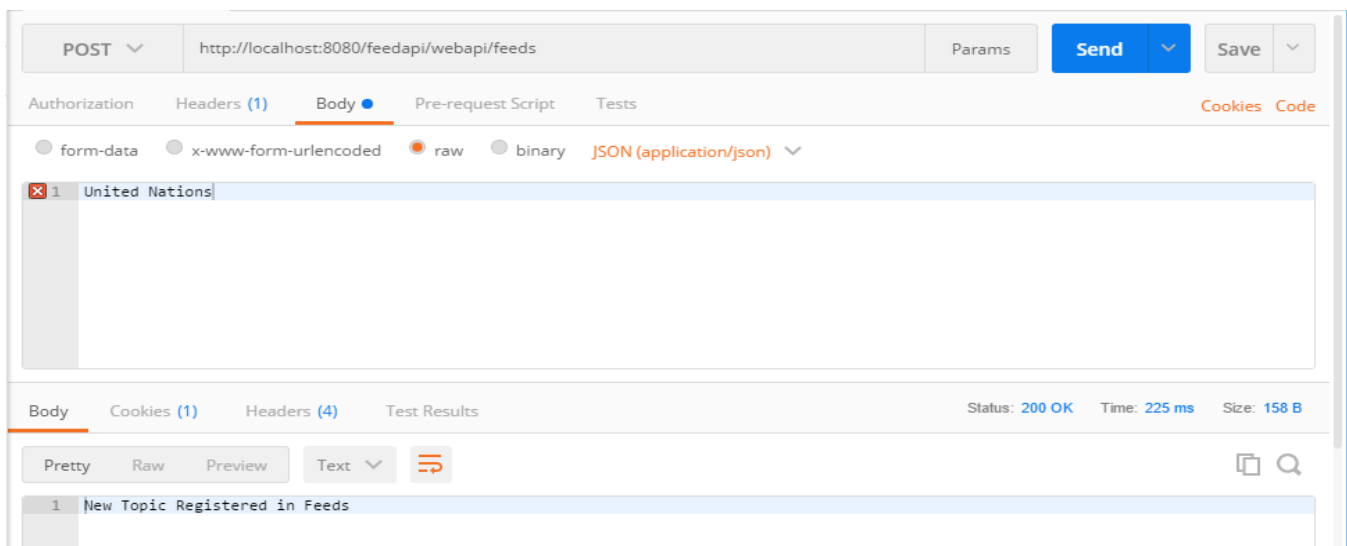 POST http://localhost:8080/feedapi/webapi/feeds Params Send Save
Authorization Headers (1) Body Pre-request Script Tests Cookies Code
form-data x-www-form-urlencoded raw binary JSON (application/json)
1 United Nations
Body Cookies (1) Headers (4) Test Results Status: 200 OK Time: 225 ms Size: 158 B
Pretty Raw Preview Text
1 New Topic Registered in Feeds